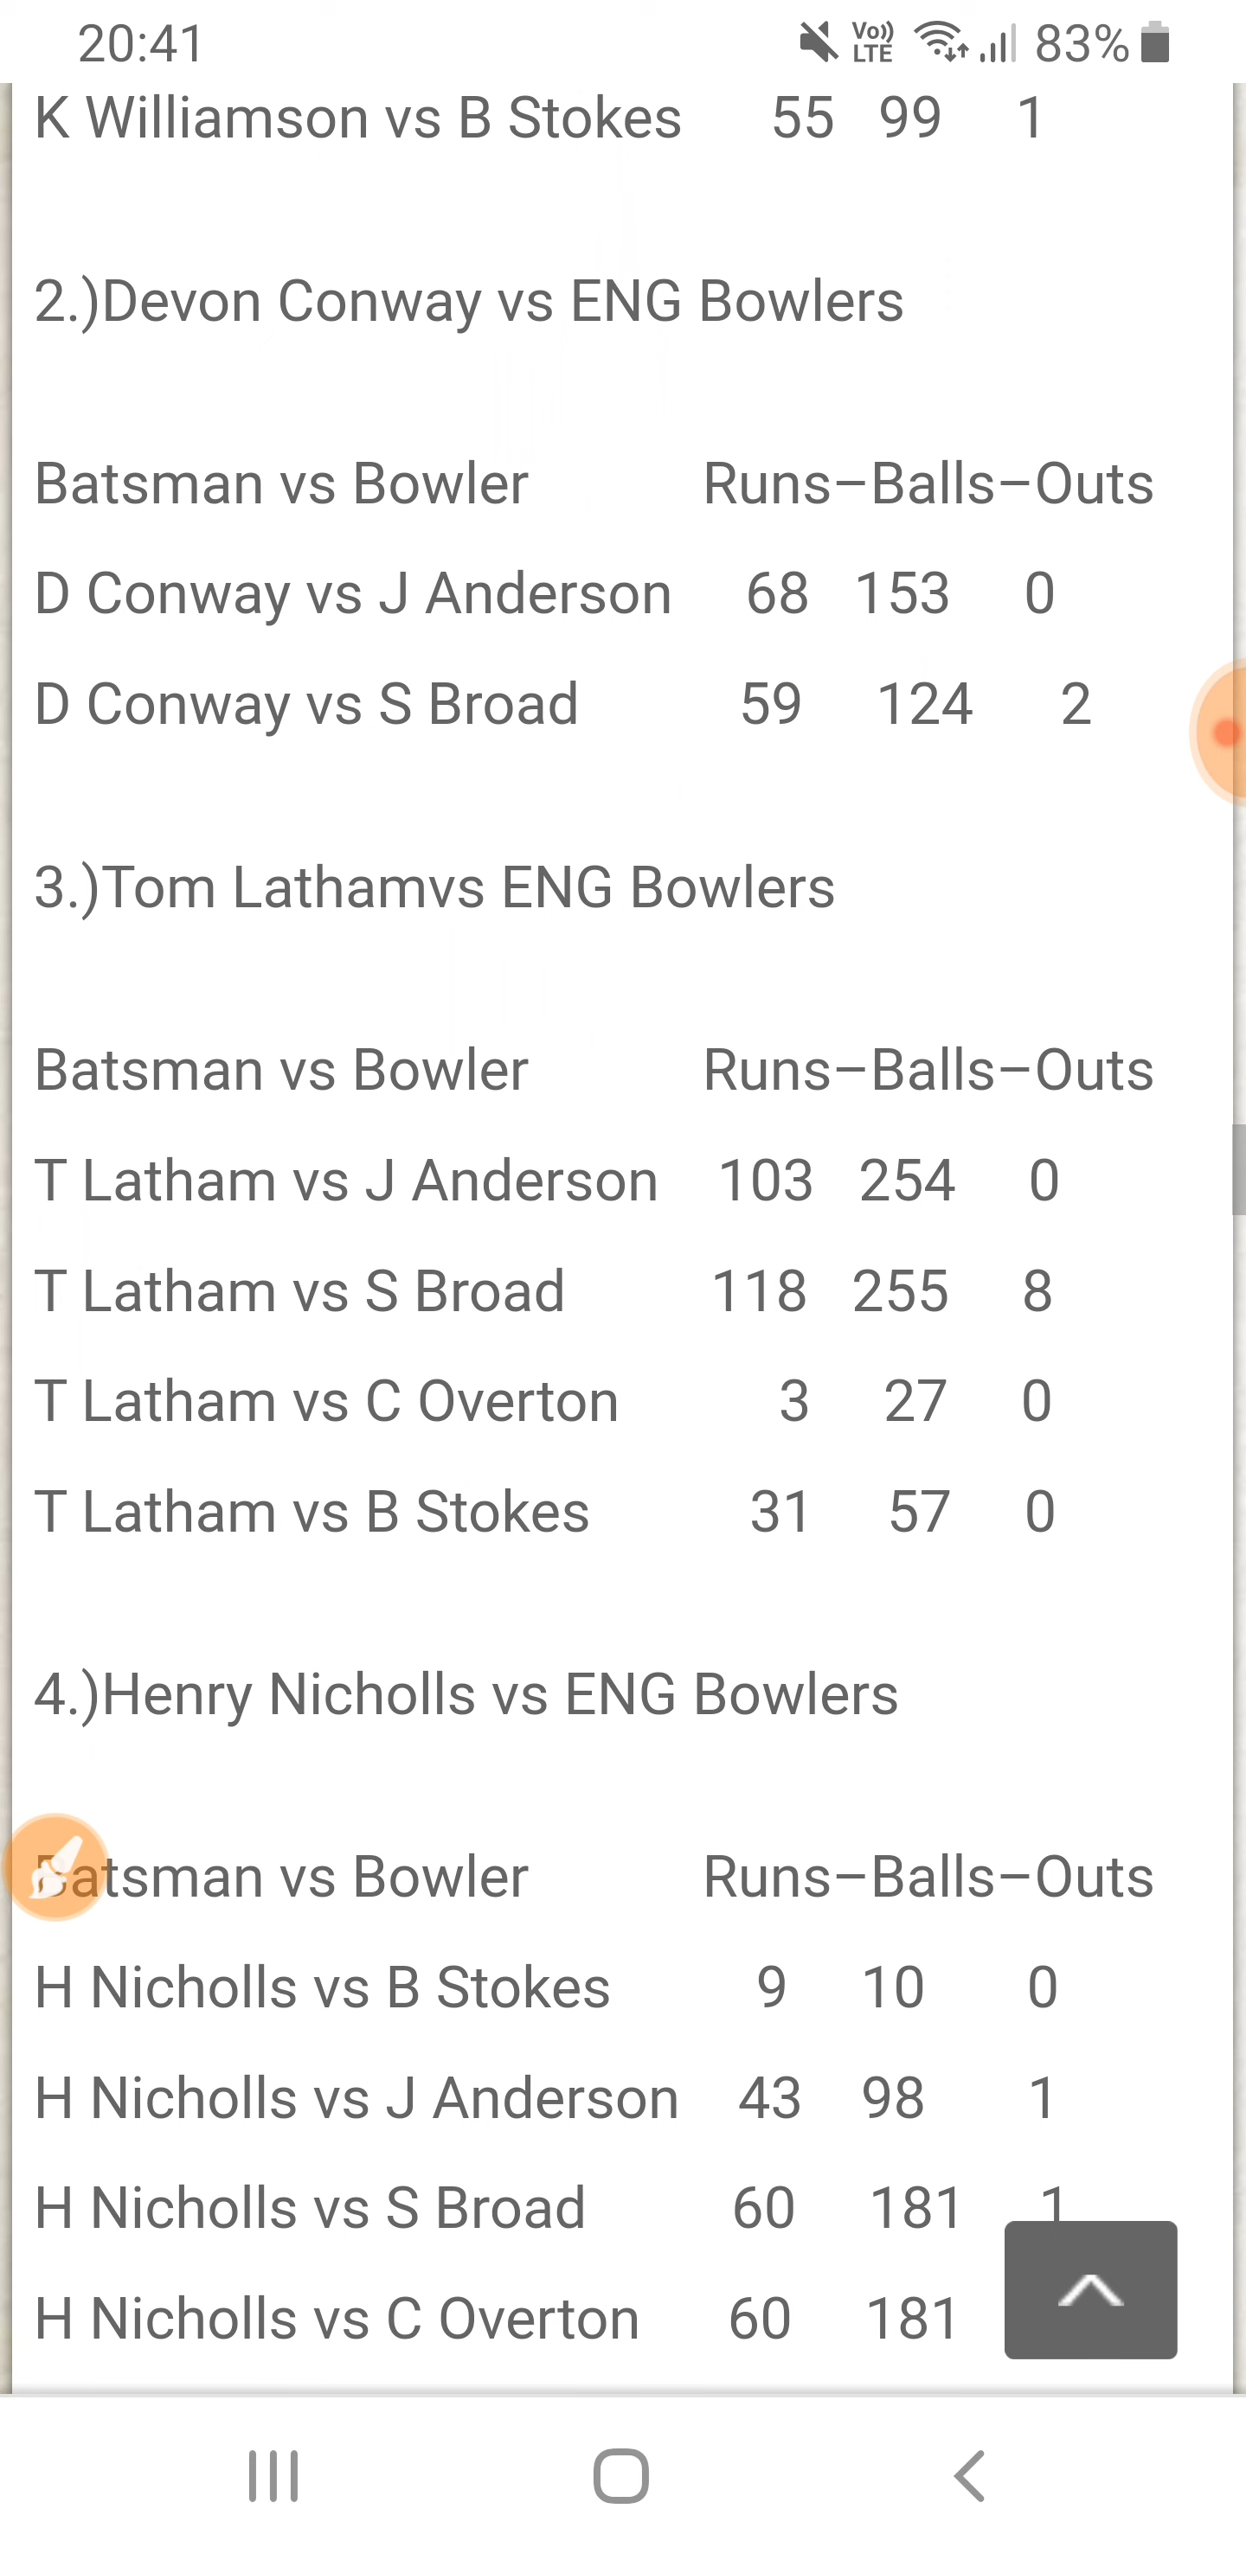 20:41 Vo)) LTE 83%
K Williamson vs B Stokes 55 99 1
2.)Devon Conway vs ENG Bowlers
Batsman vs Bowler Runs–Balls–Outs
D Conway vs J Anderson 68 153 0
D Conway vs S Broad 59 124 2
3.)Tom Lathamvs ENG Bowlers
Batsman vs Bowler Runs–Balls–Outs
T Latham vs J Anderson 103 254 0
T Latham vs S Broad 118 255 8
T Latham vs C Overton 3 27 0
T Latham vs B Stokes 31 57 0
4.)Henry Nicholls vs ENG Bowlers
Batsman vs Bowler Runs–Balls–Outs
H Nicholls vs B Stokes 9 10 0
H Nicholls vs J Anderson 43 98 1
H Nicholls vs S Broad 60 181 1
H Nicholls vs C Overton 60 181